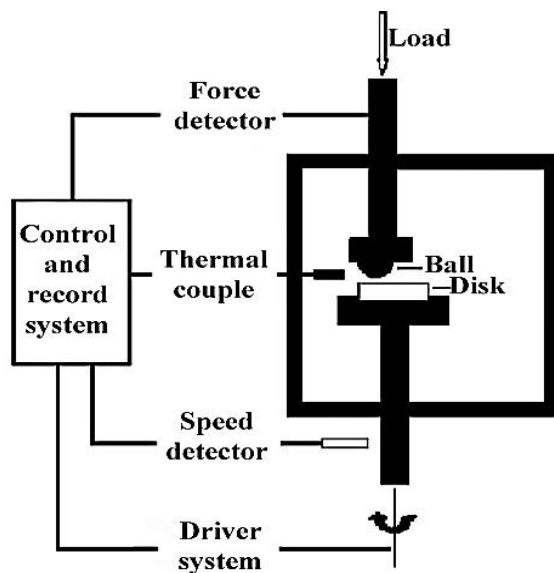 Load
Force
detector
Control
and
record
system
Thermal
couple
Ball
Disk
Speed
detector
Driver
system